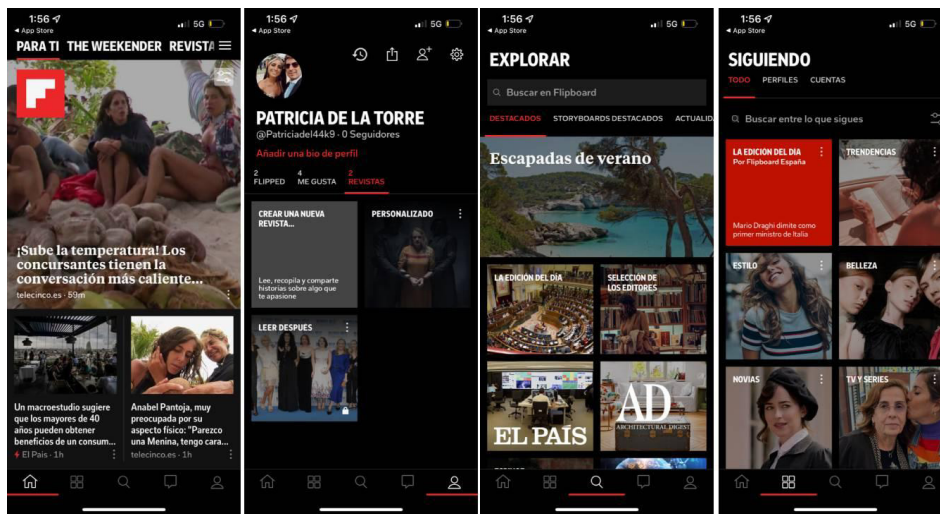 1:56
5G
App Store
PARA TI THE WEEKENDER REVISTA
¡Sube la temperatura! Los
concursantes tienen la
conversación más caliente...
telecinco.es · 59m
Un macroestudio sugiere
que los mayores de 40
años pueden obtener
beneficios de un consum...
El País · 1h
Anabel Pantoja, muy
preocupada por su
aspecto físico: "Parezco
una Menina, tengo cara...
telecinco.es · 1h
1:56
5G
App Store
PATRICIA DE LA TORRE
@Patriciadel44k9 · 0 Seguidores
Añadir una bio de perfil
2 FLIPPED
4 ME GUSTA
2 REVISTAS
CREAR UNA NUEVA
REVISTA...
Lee, recopila y comparte
historias sobre algo que
te apasione
PERSONALIZADO
LEER DESPUÉS
1:56
5G
App Store
EXPLORAR
Buscar en Flipboard
DESTACADOS STORYBOARDS DESTACADOS ACTUALID
Escapadas de verano
LA EDICIÓN DEL DÍA
SELECCIÓN DE
LOS EDITORES
EL PAÍS
AD
ARCHITECTURAL DIGEST
1:56
5G
App Store
SIGUIENDO
TODO PERFILES CUENTAS
Buscar entre lo que sigues
LA EDICIÓN DEL DÍA
Por Flipboard España
Mario Draghi dimite como
primer ministro de Italia
TRENDENCIAS
ESTILO
BELLEZA
NOVIAS
TV Y SERIES